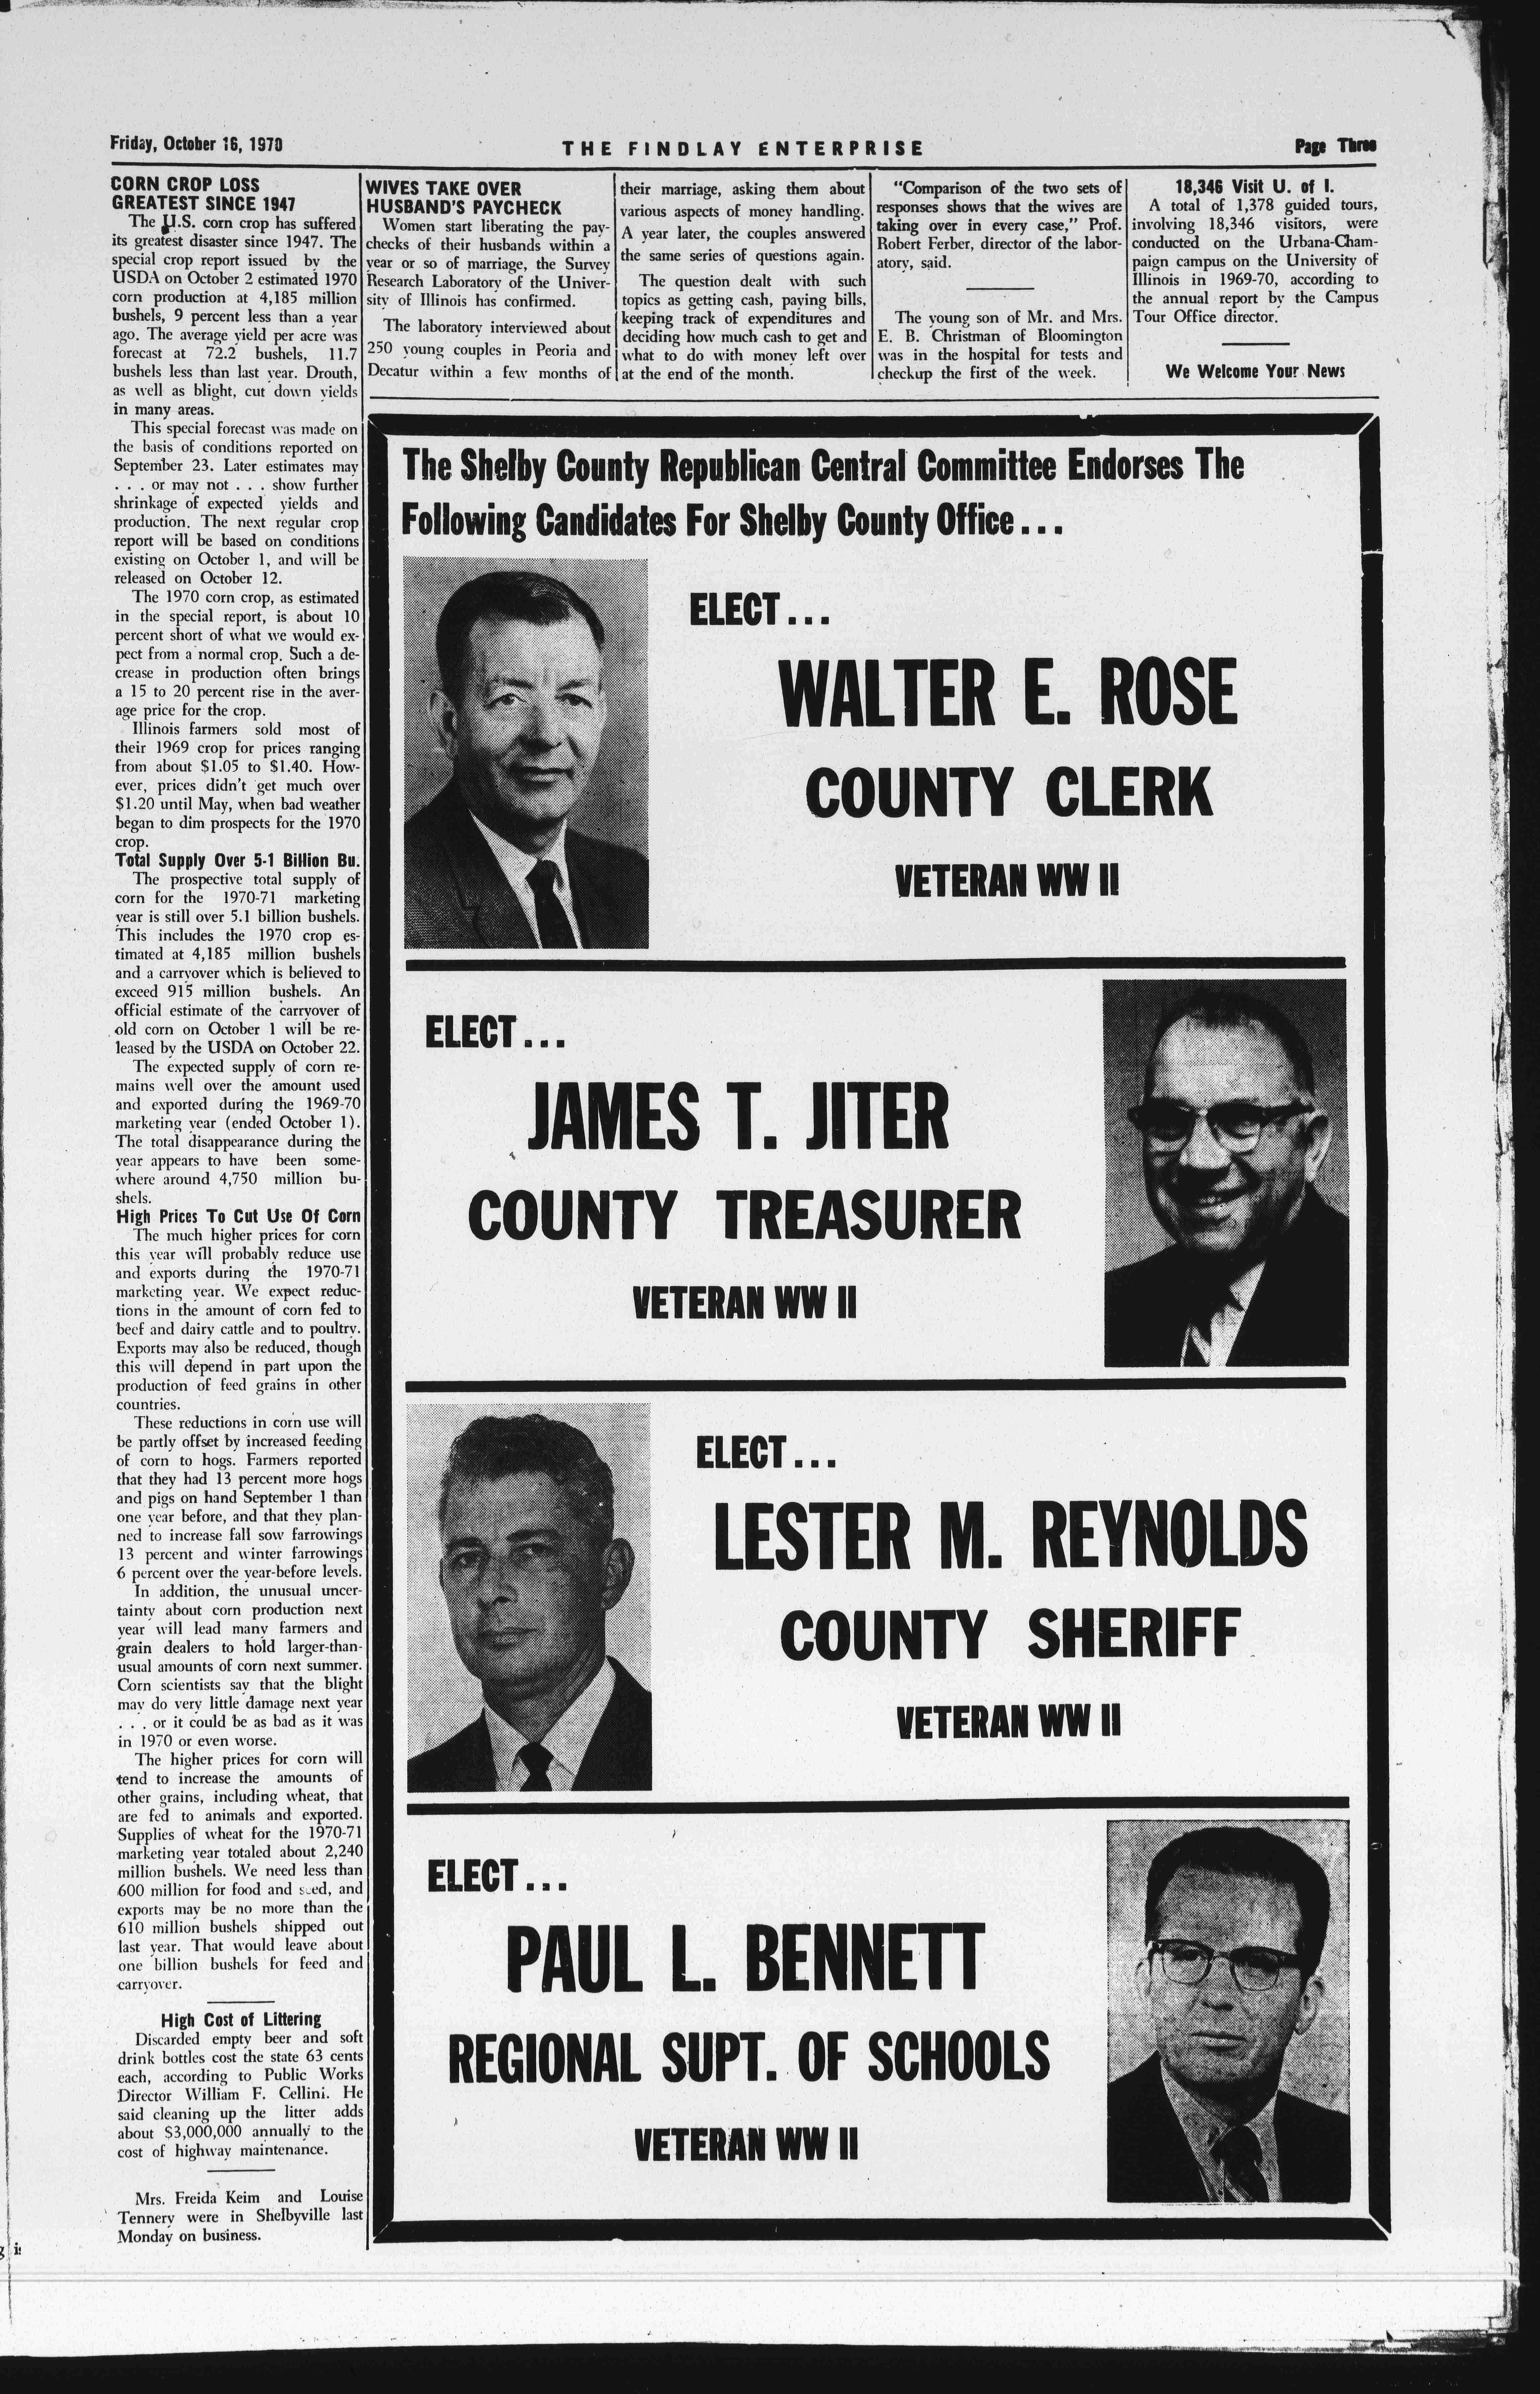 Friday, October 16, 1970
THE FINDLAY ENTERPRISE
Page Three
CORN CROP LOSS
GREATEST SINCE 1947
The U.S. corn crop has suffered
its greatest disaster since 1947. The
special crop report issued by the
USDA on October 2 estimated 1970
corn production at 4,185 million
bushels, 9 percent less than a year
ago. The average yield per acre was
forecast at 72.2 bushels, 11.7
bushels less than last year. Drouth,
as well as blight, cut down yields
in many areas.
This special forecast was made on
the basis of conditions reported on
September 23. Later estimates may
. . . or may not . . . show further
shrinkage of expected yields and
production. The next regular crop
report will be based on conditions
existing on October 1, and will be
released on October 12.
The 1970 corn crop, as estimated
in the special report, is about 10
percent short of what we would ex-
pect from a normal crop. Such a de-
crease in production often brings
a 15 to 20 percent rise in the aver-
age price for the crop.
Illinois farmers sold most of
their 1969 crop for prices ranging
from about $1.05 to $1.40. How-
ever, prices didn't get much over
$1.20 until May, when bad weather
began to dim prospects for the 1970
crop.
Total Supply Over 5-1 Billion Bu.
The prospective total supply of
corn for the 1970-71 marketing
year is still over 5.1 billion bushels.
This includes the 1970 crop es-
timated at 4,185 million bushels
and a carryover which is believed to
exceed 915 million bushels. An
official estimate of the carryover of
old corn on October 1 will be re-
leased by the USDA on October 22.
The expected supply of corn re-
mains well over the amount used
and exported during the 1969-70
marketing year (ended October 1).
The total disappearance during the
year appears to have been some-
where around 4,750 million bu-
shels.
High Prices To Cut Use Of Corn
The much higher prices for corn
this year will probably reduce use
and exports during the 1970-71
marketing year. We expect reduc-
tions in the amount of corn fed to
beef and dairy cattle and to poultry.
Exports may also be reduced, though
this will depend in part upon the
production of feed grains in other
countries.
These reductions in corn use will
be partly offset by increased feeding
of corn to hogs. Farmers reported
that they had 13 percent more hogs
and pigs on hand September 1 than
one year before, and that they plan-
ned to increase fall sow farrowings
13 percent and winter farrowings
6 percent over the year-before levels.
In addition, the unusual uncer-
tainty about corn production next
year will lead many farmers and
grain dealers to hold larger-than-
usual amounts of corn next summer.
Corn scientists say that the blight
may do very little damage next year
. . . or it could be as bad as it was
in 1970 or even worse.
The higher prices for corn will
tend to increase the amounts of
other grains, including wheat, that
are fed to animals and exported.
Supplies of wheat for the 1970-71
marketing year totaled about 2,240
million bushels. We need less than
600 million for food and seed, and
exports may be no more than the
610 million bushels shipped out
last year. That would leave about
one billion bushels for feed and
carryover.
High Cost of Littering
Discarded empty beer and soft
drink bottles cost the state 63 cents
each, according to Public Works
Director William F. Cellini. He
said cleaning up the litter adds
about $3,000,000 annually to the
cost of highway maintenance.
Mrs. Freida Keim and Louise
Tennery were in Shelbyville last
Monday on business.
WIVES TAKE OVER
HUSBAND'S PAYCHECK
Women start liberating the pay-
checks of their husbands within a
year or so of marriage, the Survey
Research Laboratory of the Univer-
sity of Illinois has confirmed.
The laboratory interviewed about
250 young couples in Peoria and
Decatur within a few months of
their marriage, asking them about
various aspects of money handling.
A year later, the couples answered
the same series of questions again.
The question dealt with such
topics as getting cash, paying bills,
keeping track of expenditures and
deciding how much cash to get and
what to do with money left over
at the end of the month.
"Comparison of the two sets of
responses shows that the wives are
taking over in every case," Prof.
Robert Ferber, director of the labor-
atory, said.
The young son of Mr. and Mrs.
E. B. Christman of Bloomington
was in the hospital for tests and
checkup the first of the week.
18,346 Visit U. of I.
A total of 1,378 guided tours,
involving 18,346 visitors, were
conducted on the Urbana-Cham-
paign campus on the University of
Illinois in 1969-70, according to
the annual report by the Campus
Tour Office director.
We Welcome Your News
The Shelby County Republican Central Committee Endorses The
Following Candidates For Shelby County Office . . .
ELECT . . .
WALTER E. ROSE
COUNTY CLERK
VETERAN WW II
ELECT . . .
JAMES T. JITER
COUNTY TREASURER
VETERAN WW II
ELECT . . .
LESTER M. REYNOLDS
COUNTY SHERIFF
VETERAN WW II
ELECT . . .
PAUL L. BENNETT
REGIONAL SUPT. OF SCHOOLS
VETERAN WW II